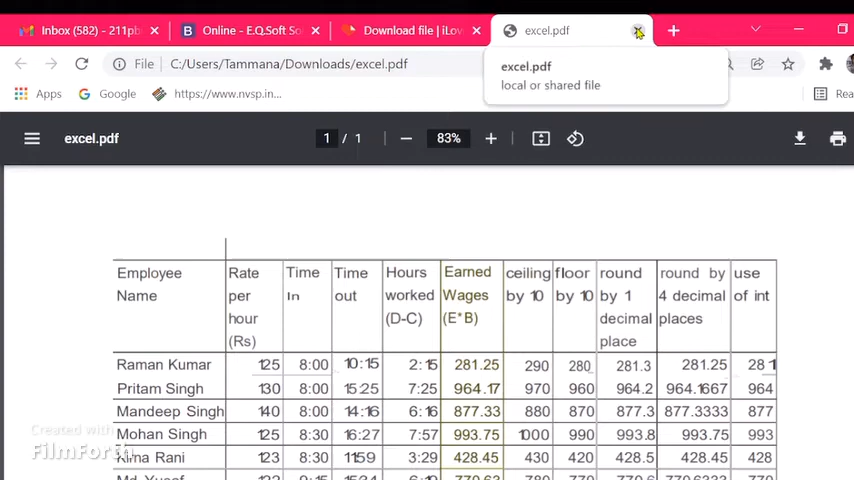 Inbox (582) - 211pb
Online - E.Q.Soft So
Download file | iLov
excel.pdf
File
C:/Users/Tammana/Downloads/excel.pdf
excel.pdf
local or shared file
Apps
Google
https://www.nvsp.in...
Rea
excel.pdf
1 / 1
83%
Employee Name
Rate per hour (Rs)
Time In
Time out
Hours worked (D-C)
Earned Wages (E*B)
ceiling by 10
floor by 10
round by 1 decimal place
round by 4 decimal places
use of int
Raman Kumar 125 8:00 10:15 2:15 281.25 290 280 281.3 281.25 281
Pritam Singh 130 8:00 15:25 7:25 964.17 970 960 964.2 964.1667 964
Mandeep Singh 140 8:00 14:16 6:16 877.33 880 870 877.3 877.3333 877
Mohan Singh 125 8:30 16:27 7:57 993.75 1000 990 993.8 993.75 993
Rani 123 8:30 11:59 3:29 428.45 430 420 428.5 428.45 428
Created with
FilmForth